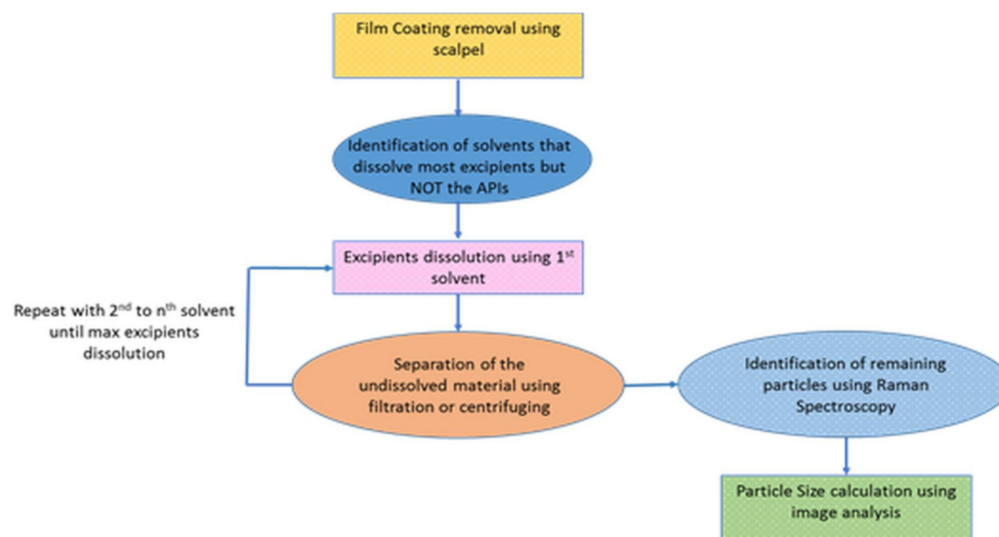 Film Coating removal using
scalpel
Identification of solvents that
dissolve most excipients but
NOT the APIs
Excipients dissolution using 1st
solvent
Repeat with 2nd to nth solvent
until max excipients
dissolution
Separation of the
undissolved material using
filtration or centrifuging
Identification of remaining
particles using Raman
Spectroscopy
Particle Size calculation using
image analysis